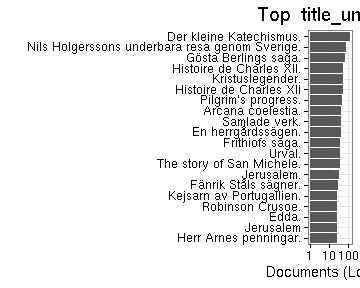 Top title_un
Der kleine Katechismus.
Nils Holgerssons underbara resa genom Sverige.
Gösta Berlings saga.
Histoire de Charles XII.
Kristuslegender.
Histoire de Charles XII
Pilgrim's progress.
Arcana coelestia.
Samlade verk.
En herrgårdssägen.
Frithiofs saga.
Urval.
The story of San Michele.
Jerusalem.
Fänrik Ståls sägner.
Kejsarn av Portugallien.
Robinson Crusoe.
Edda.
Jerusalem
Herr Arnes penningar.
1 10 100
Documents (Lo